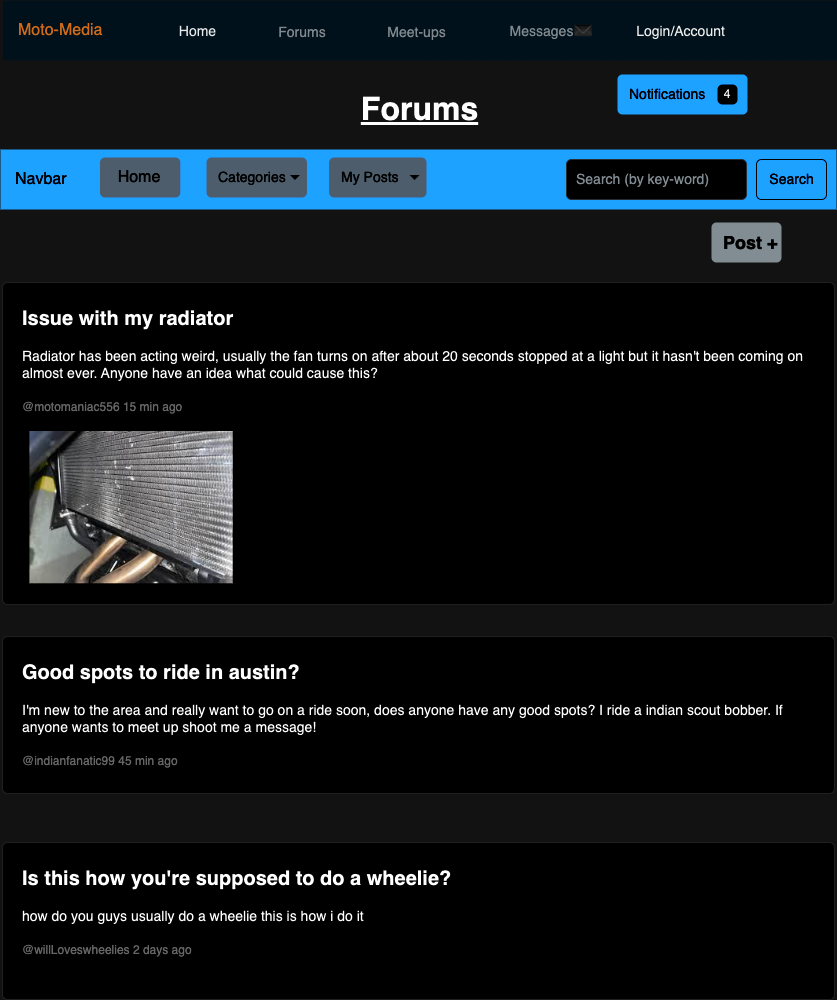 Moto-Media Home Forums Meet-ups Messages Login/Account
Forums
Notifications 4
Navbar Home Categories My Posts Search (by key-word) Search
Post +
Issue with my radiator
Radiator has been acting weird, usually the fan turns on after about 20 seconds stopped at a light but it hasn't been coming on
almost ever. Anyone have an idea what could cause this?
@motomaniac556 15 min ago
Good spots to ride in austin?
I'm new to the area and really want to go on a ride soon, does anyone have any good spots? I ride a indian scout bobber. If
anyone wants to meet up shoot me a message!
@indianfanatic99 45 min ago
Is this how you're supposed to do a wheelie?
how do you guys usually do a wheelie this is how i do it
@willLoveswheelies 2 days ago